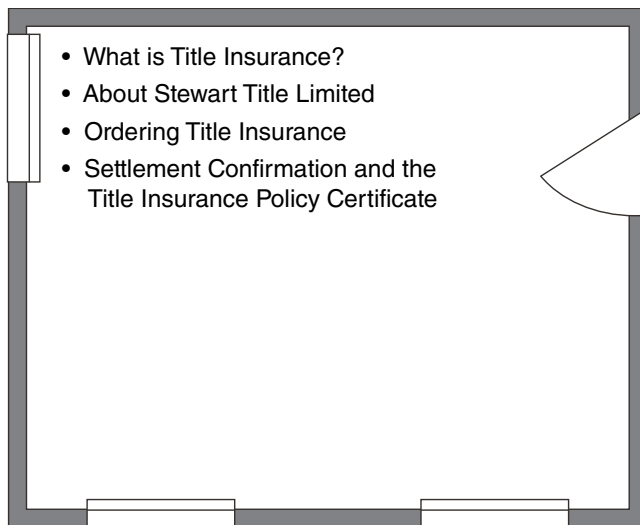 • What is Title Insurance?
• About Stewart Title Limited
• Ordering Title Insurance
• Settlement Confirmation and the
Title Insurance Policy Certificate